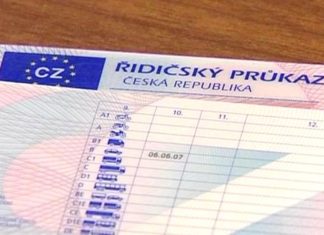 CZ
ŘIDIČSKÝ PRŮKAZ
ČESKÁ REPUBLIKA
9. 10. 11. 12.
A1
A
B1
B 06.06.07
C1
C
D1
D
BE
C1E
CE
D1E
DE